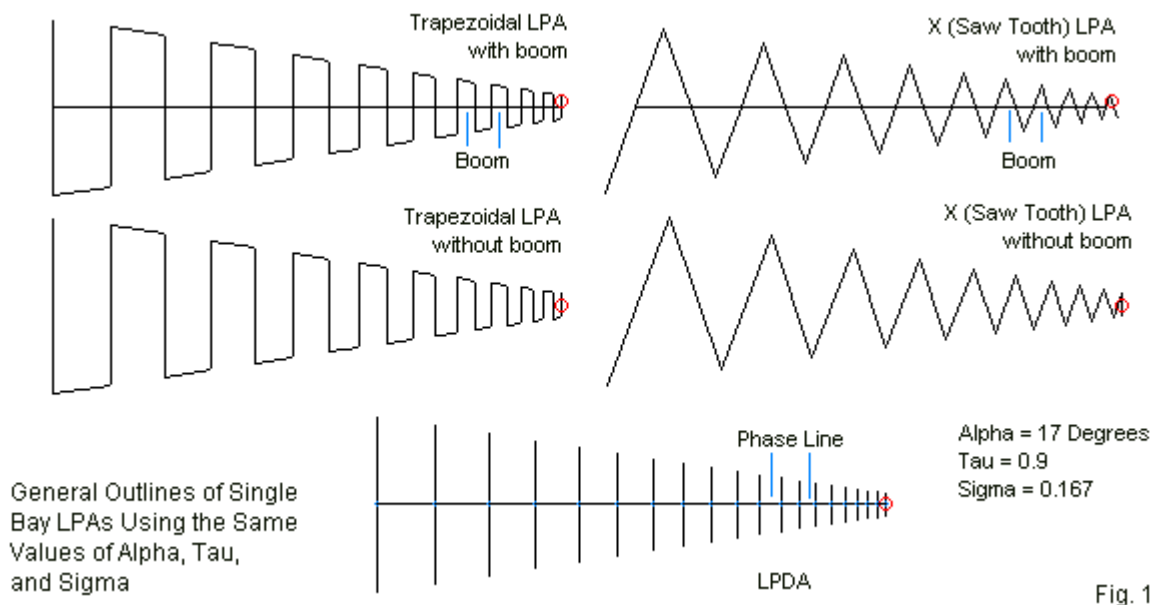 Trapezoidal LPA
with boom
X (Saw Tooth) LPA
with boom
Boom
Boom
Trapezoidal LPA
without boom
X (Saw Tooth) LPA
without boom
Phase Line
Alpha = 17 Degrees
Tau = 0.9
Sigma = 0.167
General Outlines of Single
Bay LPAs Using the Same
Values of Alpha, Tau,
and Sigma
LPDA
Fig. 1